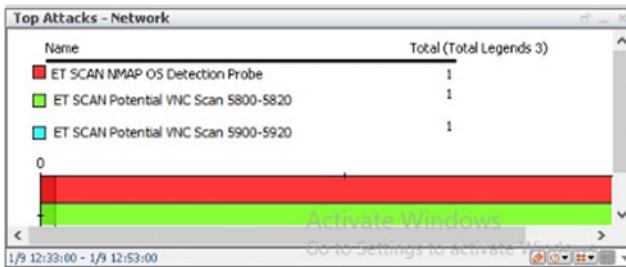 Top Attacks - Network
Name Total (Total Legends 3)
ET SCAN NMAP OS Detection Probe 1
ET SCAN Potential VNC Scan 5800-5820 1
ET SCAN Potential VNC Scan 5900-5920 1
0
Activate Windows
Go to Settings to activate Windows.
1/9 12:33:00 - 1/9 12:53:00